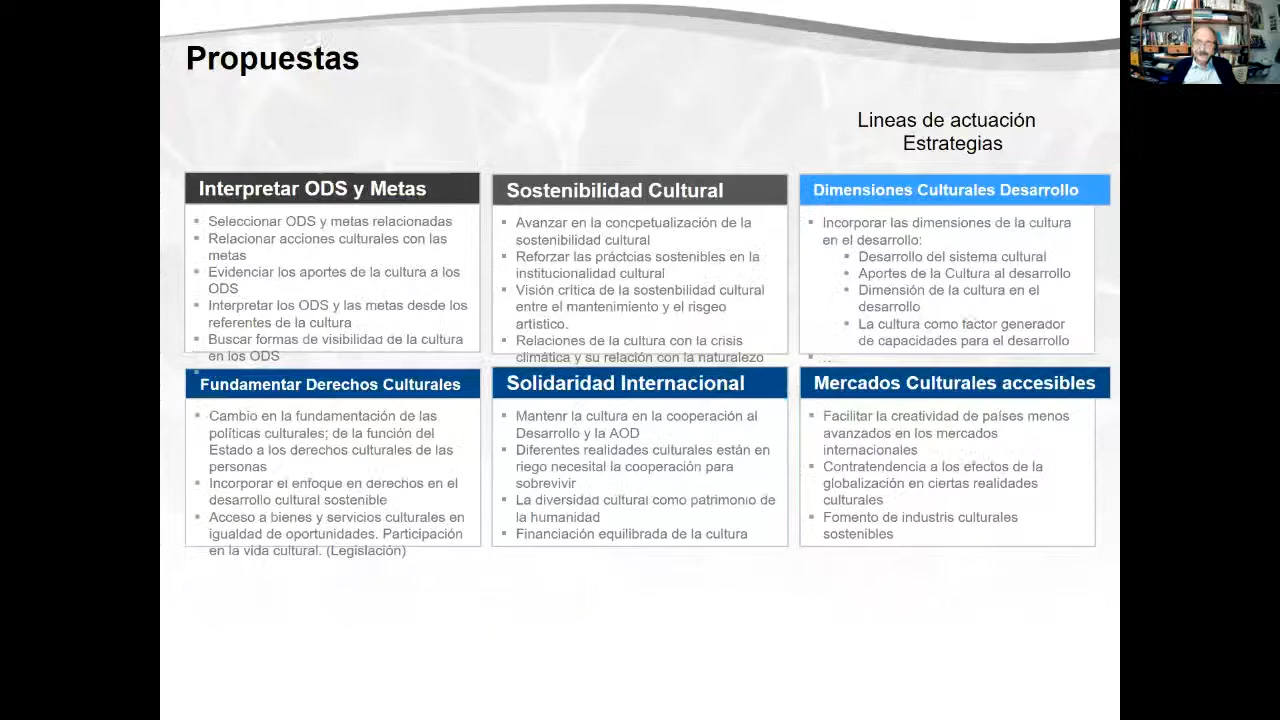 Propuestas
Lineas de actuación
Estrategias
Interpretar ODS y Metas
Seleccionar ODS y metas relacionadas
Relacionar acciones culturales con las
metas
Evidenciar los aportes de la cultura a los
ODS
Interpretar los ODS y las metas desde los
referentes de la cultura
Buscar formas de visibilidad de la cultura
en los ODS
Sostenibilidad Cultural
Avanzar en la concpetualización de la
sostenibilidad cultural
Reforzar las práctcias sostenibles en la
institucionalidad cultural
Visión crítica de la sostenbilidad cultural
entre el mantenimiento y el risgeo
artístico.
Relaciones de la cultura con la crisis
climática y su relación con la naturalezo
Dimensiones Culturales Desarrollo
Incorporar las dimensiones de la cultura
en el desarrollo:
Desarrollo del sistema cultural
Aportes de la Cultura al desarrollo
Dimensión de la cultura en el
desarrollo
La cultura como factor generador
de capacidades para el desarrollo
Fundamentar Derechos Culturales
Cambio en la fundamentación de las
políticas culturales; de la función del
Estado a los derechos culturales de las
personas
Incorporar el enfoque en derechos en el
desarrollo cultural sostenible
Acceso a bienes y servicios culturales en
igualdad de oportunidades. Participación
en la vida cultural. (Legislación)
Solidaridad Internacional
Mantenr la cultura en la cooperación al
Desarrollo y la AOD
Diferentes realidades culturales están en
riego necesital la cooperación para
sobrevivir
La diversidad cultural como patrimonio de
la humanidad
Financiación equilibrada de la cultura
Mercados Culturales accesibles
Facilitar la creatividad de países menos
avanzados en los mercados
internacionales
Contratendencia a los efectos de la
globalización en ciertas realidades
culturales
Fomento de industris culturales
sostenibles